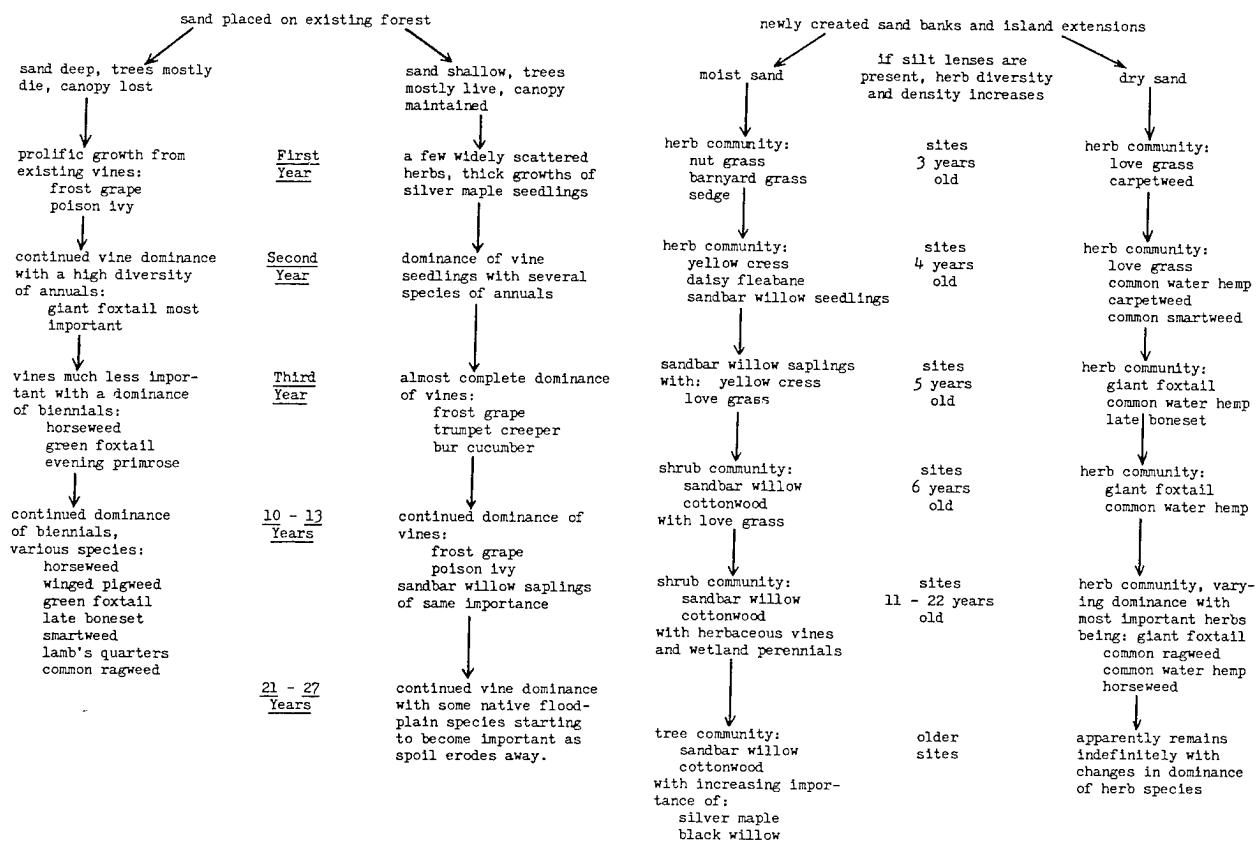 sand placed on existing forest
sand deep, trees mostly
die, canopy lost
sand shallow, trees
mostly live, canopy
maintained
prolific growth from
existing vines:
frost grape
poison ivy
First
Year
a few widely scattered
herbs, thick growths of
silver maple seedlings
continued vine dominance
with a high diversity
of annuals:
giant foxtail most
important
Second
Year
dominance of vine
seedlings with several
species of annuals
vines much less impor-
tant with a dominance
of biennials:
horseweed
green foxtail
evening primrose
Third
Year
almost complete dominance
of vines:
frost grape
trumpet creeper
bur cucumber
continued dominance
of biennials,
various species:
horseweed
winged pigweed
green foxtail
late boneset
smartweed
lamb's quarters
common ragweed
10 - 13
Years
continued dominance of
vines:
frost grape
poison ivy
sandbar willow saplings
of same importance
21 - 27
Years
continued vine dominance
with some native flood-
plain species starting
to become important as
spoil erodes away.
newly created sand banks and island extensions
moist sand
if silt lenses are
present, herb diversity
and density increases
dry sand
herb community:
nut grass
barnyard grass
sedge
sites
3 years
old
herb community:
love grass
carpetweed
herb community:
yellow cress
daisy fleabane
sandbar willow seedlings
sites
4 years
old
herb community:
love grass
common water hemp
carpetweed
common smartweed
sandbar willow saplings
with: yellow cress
love grass
sites
5 years
old
herb community:
giant foxtail
common water hemp
late boneset
shrub community:
sandbar willow
cottonwood
with love grass
sites
6 years
old
herb community:
giant foxtail
common water hemp
shrub community:
sandbar willow
cottonwood
with herbaceous vines
and wetland perennials
sites
11 - 22 years
old
herb community, vary-
ing dominance with
most important herbs
being: giant foxtail
common ragweed
common water hemp
horseweed
tree community:
sandbar willow
cottonwood
with increasing impor-
tance of:
silver maple
black willow
older
sites
apparently remains
indefinitely with
changes in dominance
of herb species